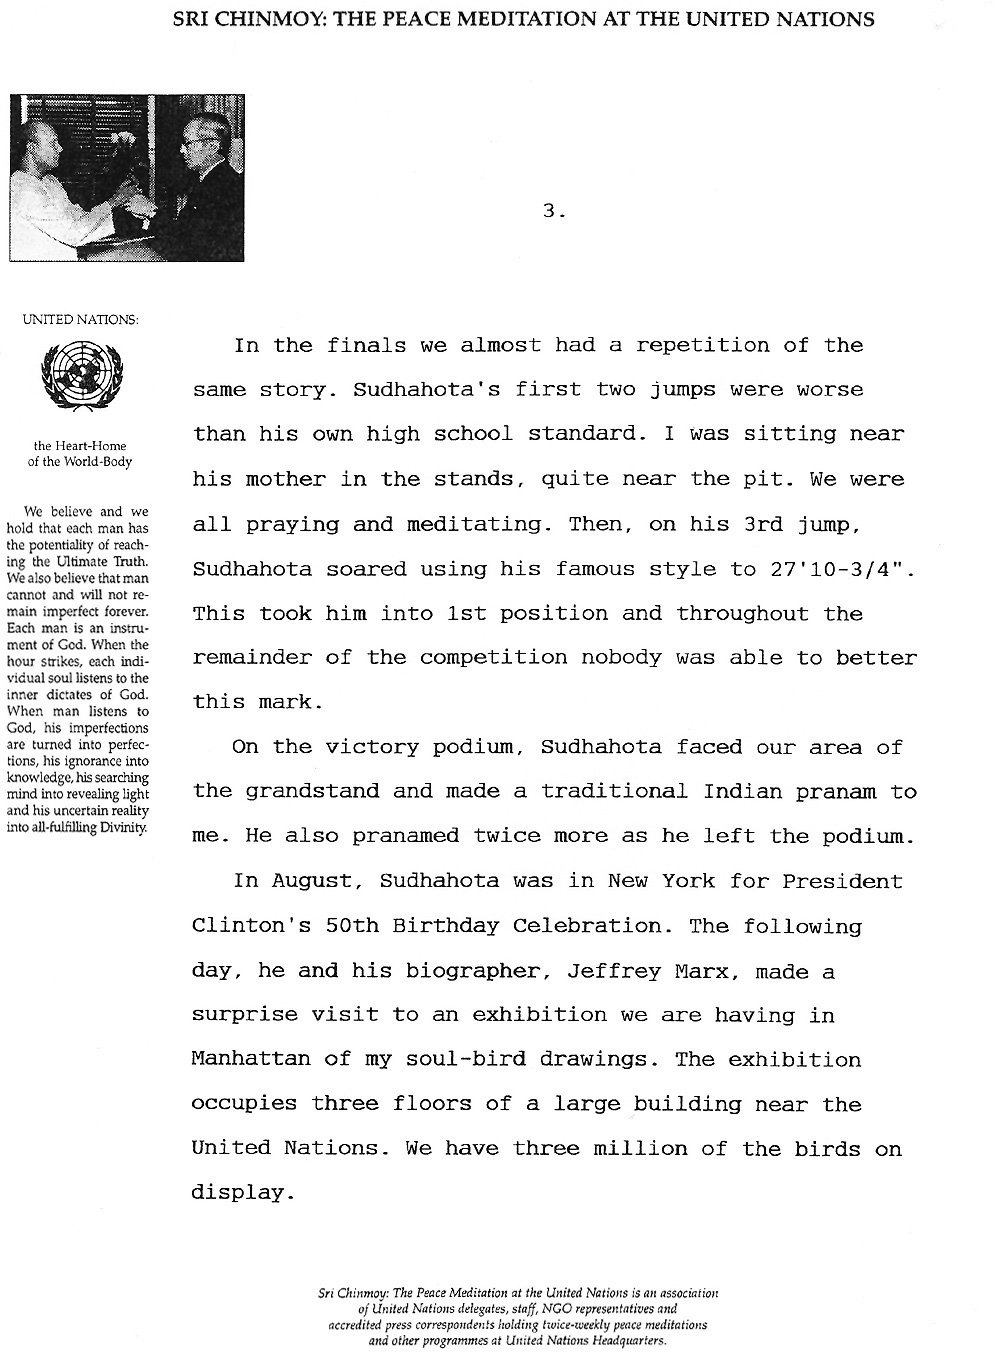 SRI CHINMOY: THE PEACE MEDITATION AT THE UNITED NATIONS
3.
UNITED NATIONS:
the Heart-Home
of the World-Body
We believe and we
hold that each man has
the potentiality of reach-
ing the Ultimate Truth.
We also believe that man
cannot and will not re-
main imperfect forever.
Each man is an instru-
ment of God. When the
hour strikes, each indi-
vidual soul listens to the
inner dictates of God.
When man listens to
God, his imperfections
are turned into perfec-
tions, his ignorance into
knowledge, his searching
mind into revealing light
and his uncertain reality
into all-fulfilling Divinity.
In the finals we almost had a repetition of the
same story. Sudhahota's first two jumps were worse
than his own high school standard. I was sitting near
his mother in the stands, quite near the pit. We were
all praying and meditating. Then, on his 3rd jump,
Sudhahota soared using his famous style to 27'10-3/4".
This took him into 1st position and throughout the
remainder of the competition nobody was able to better
this mark.
On the victory podium, Sudhahota faced our area of
the grandstand and made a traditional Indian pranam to
me. He also pranamed twice more as he left the podium.
In August, Sudhahota was in New York for President
Clinton's 50th Birthday Celebration. The following
day, he and his biographer, Jeffrey Marx, made a
surprise visit to an exhibition we are having in
Manhattan of my soul-bird drawings. The exhibition
occupies three floors of a large building near the
United Nations. We have three million of the birds on
display.
Sri Chinmoy: The Peace Meditation at the United Nations is an association
of United Nations delegates, staff, NGO representatives and
accredited press correspondents holding twice-weekly peace meditations
and other programmes at United Nations Headquarters.